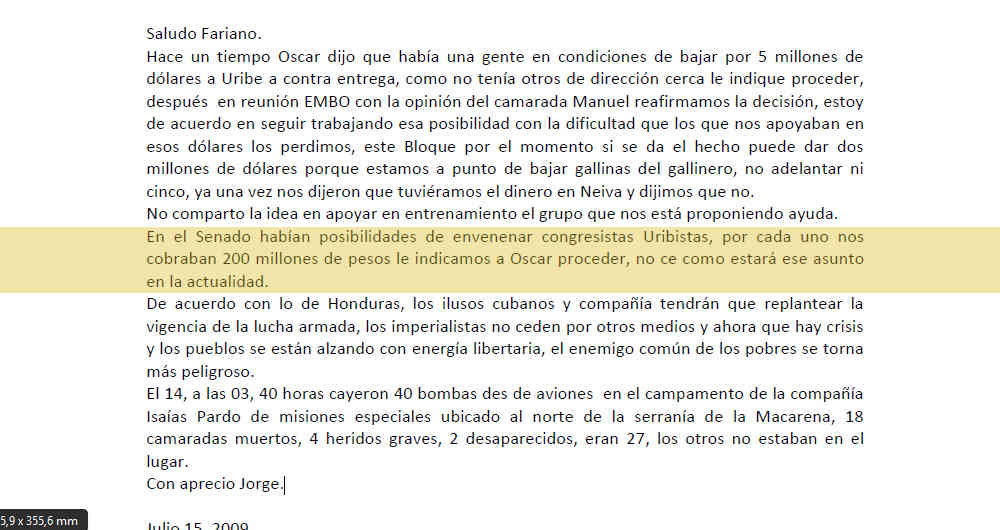 Saludo Fariano.
Hace un tiempo Oscar dijo que había una gente en condiciones de bajar por 5 millones de
dólares a Uribe a contra entrega, como no tenía otros de dirección cerca le indique proceder,
después en reunión EMBO con la opinión del camarada Manuel reafirmamos la decisión, estoy
de acuerdo en seguir trabajando esa posibilidad con la dificultad que los que nos apoyaban en
esos dólares los perdimos, este Bloque por el momento si se da el hecho puede dar dos
millones de dólares porque estamos a punto de bajar gallinas del gallinero, no adelantar ni
cinco, ya una vez nos dijeron que tuviéramos el dinero en Neiva y dijimos que no.
No comparto la idea en apoyar en entrenamiento el grupo que nos está proponiendo ayuda.
En el Senado habían posibilidades de envenenar congresistas Uribistas, por cada uno nos
cobraban 200 millones de pesos le indicamos a Oscar proceder, no ce como estará ese asunto
en la actualidad.
De acuerdo con lo de Honduras, los ilusos cubanos y compañía tendrán que replantear la
vigencia de la lucha armada, los imperialistas no ceden por otros medios y ahora que hay crisis
y los pueblos se están alzando con energía libertaria, el enemigo común de los pobres se torna
más peligroso.
El 14, a las 03, 40 horas cayeron 40 bombas des de aviones en el campamento de la compañía
Isaías Pardo de misiones especiales ubicado al norte de la serranía de la Macarena, 18
camaradas muertos, 4 heridos graves, 2 desaparecidos, eran 27, los otros no estaban en el
lugar.
Con aprecio Jorge.
5,9 x 355,6 mm
Julio 15, 2009